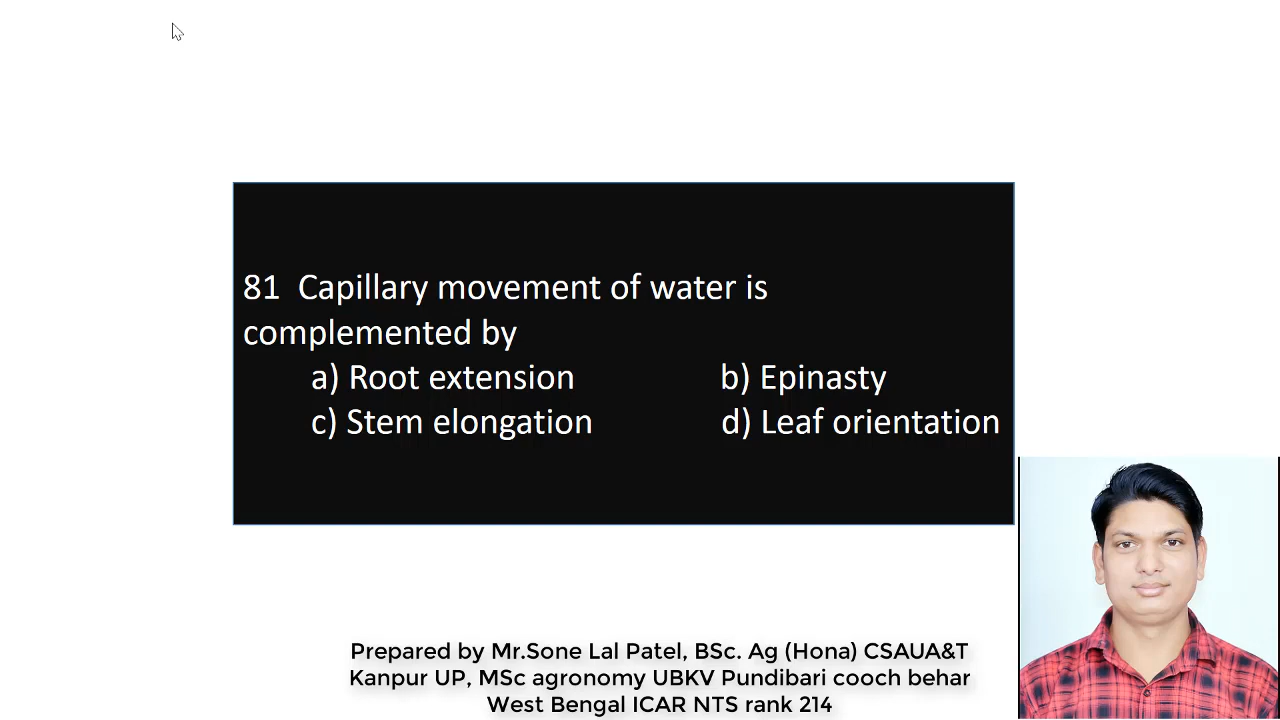 81 Capillary movement of water is
complemented by
a) Root extension b) Epinasty
c) Stem elongation d) Leaf orientation
Prepared by Mr.Sone Lal Patel, BSc. Ag (Hona) CSAUA&T
Kanpur UP, MSc agronomy UBKV Pundibari cooch behar
West Bengal ICAR NTS rank 214